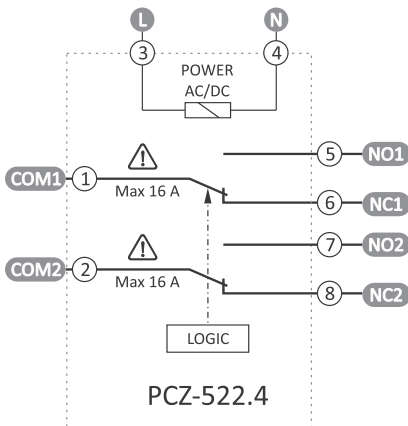 L N
3 4
POWER
AC/DC
5 NO1
COM1 1
Max 16 A
6 NC1
7 NO2
COM2 2
Max 16 A
8 NC2
LOGIC
PCZ-522.4